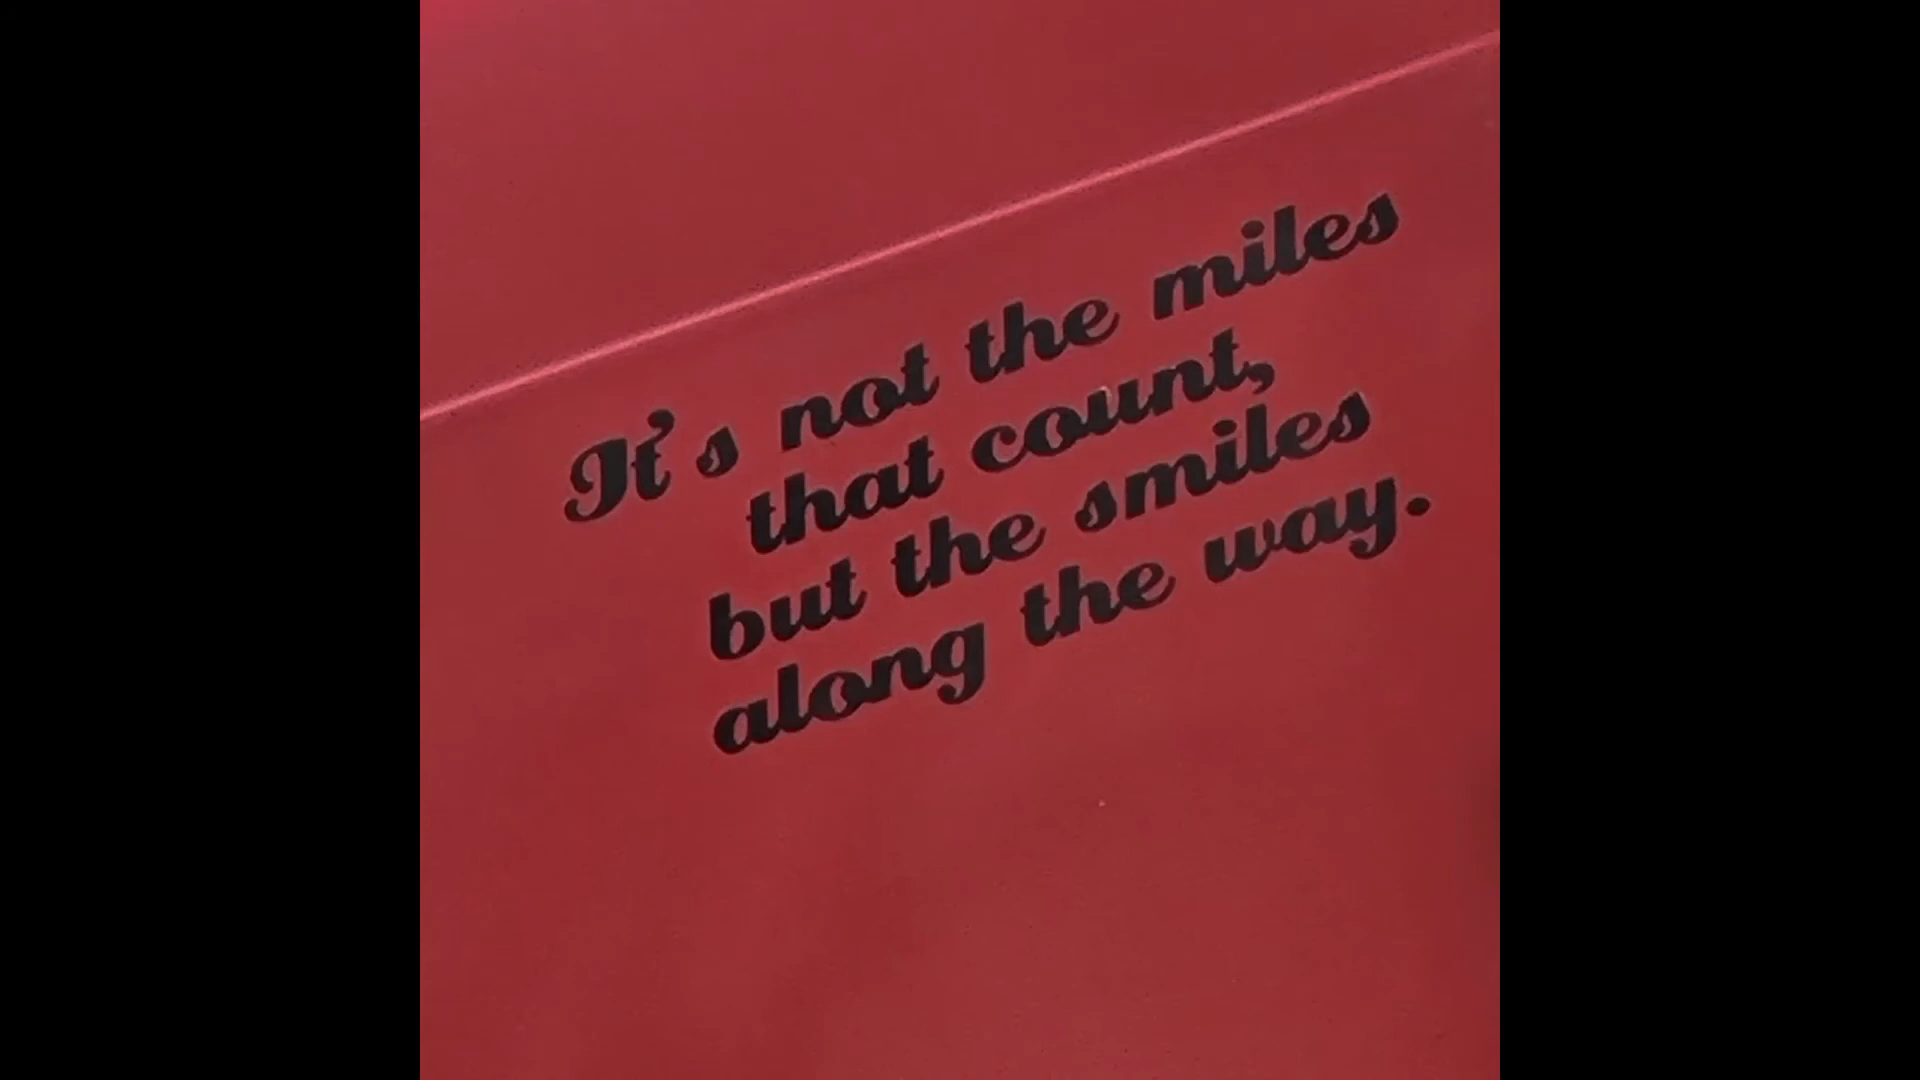 It's not the miles
that count,
but the smiles
along the way.